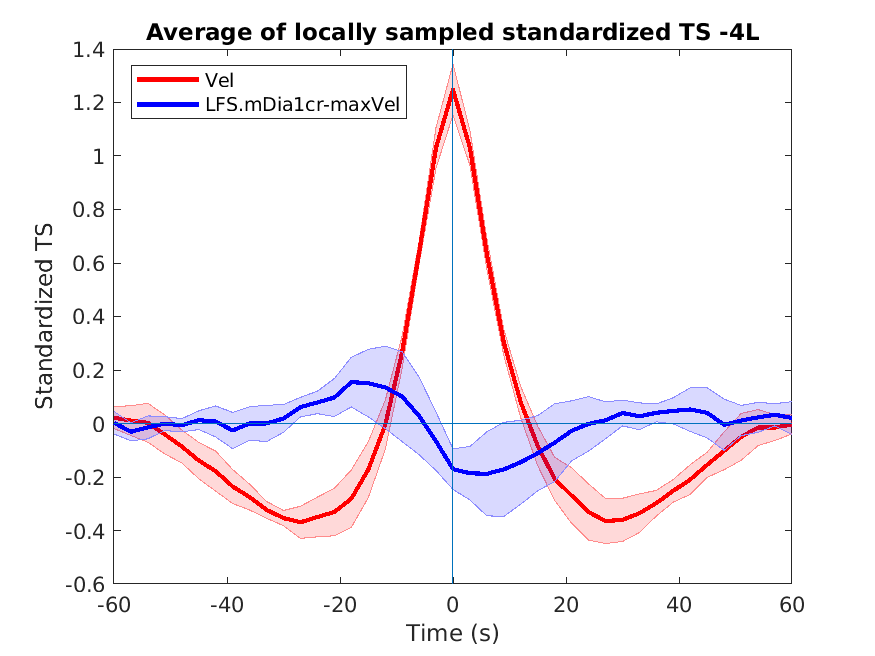 Average of locally sampled standardized TS -4L
Vel
LFS.mDia1cr-maxVel
Standardized TS
1.4
1.2
1
0.8
0.6
0.4
0.2
0
-0.2
-0.4
-0.6
-60 -40 -20 0 20 40 60
Time (s)